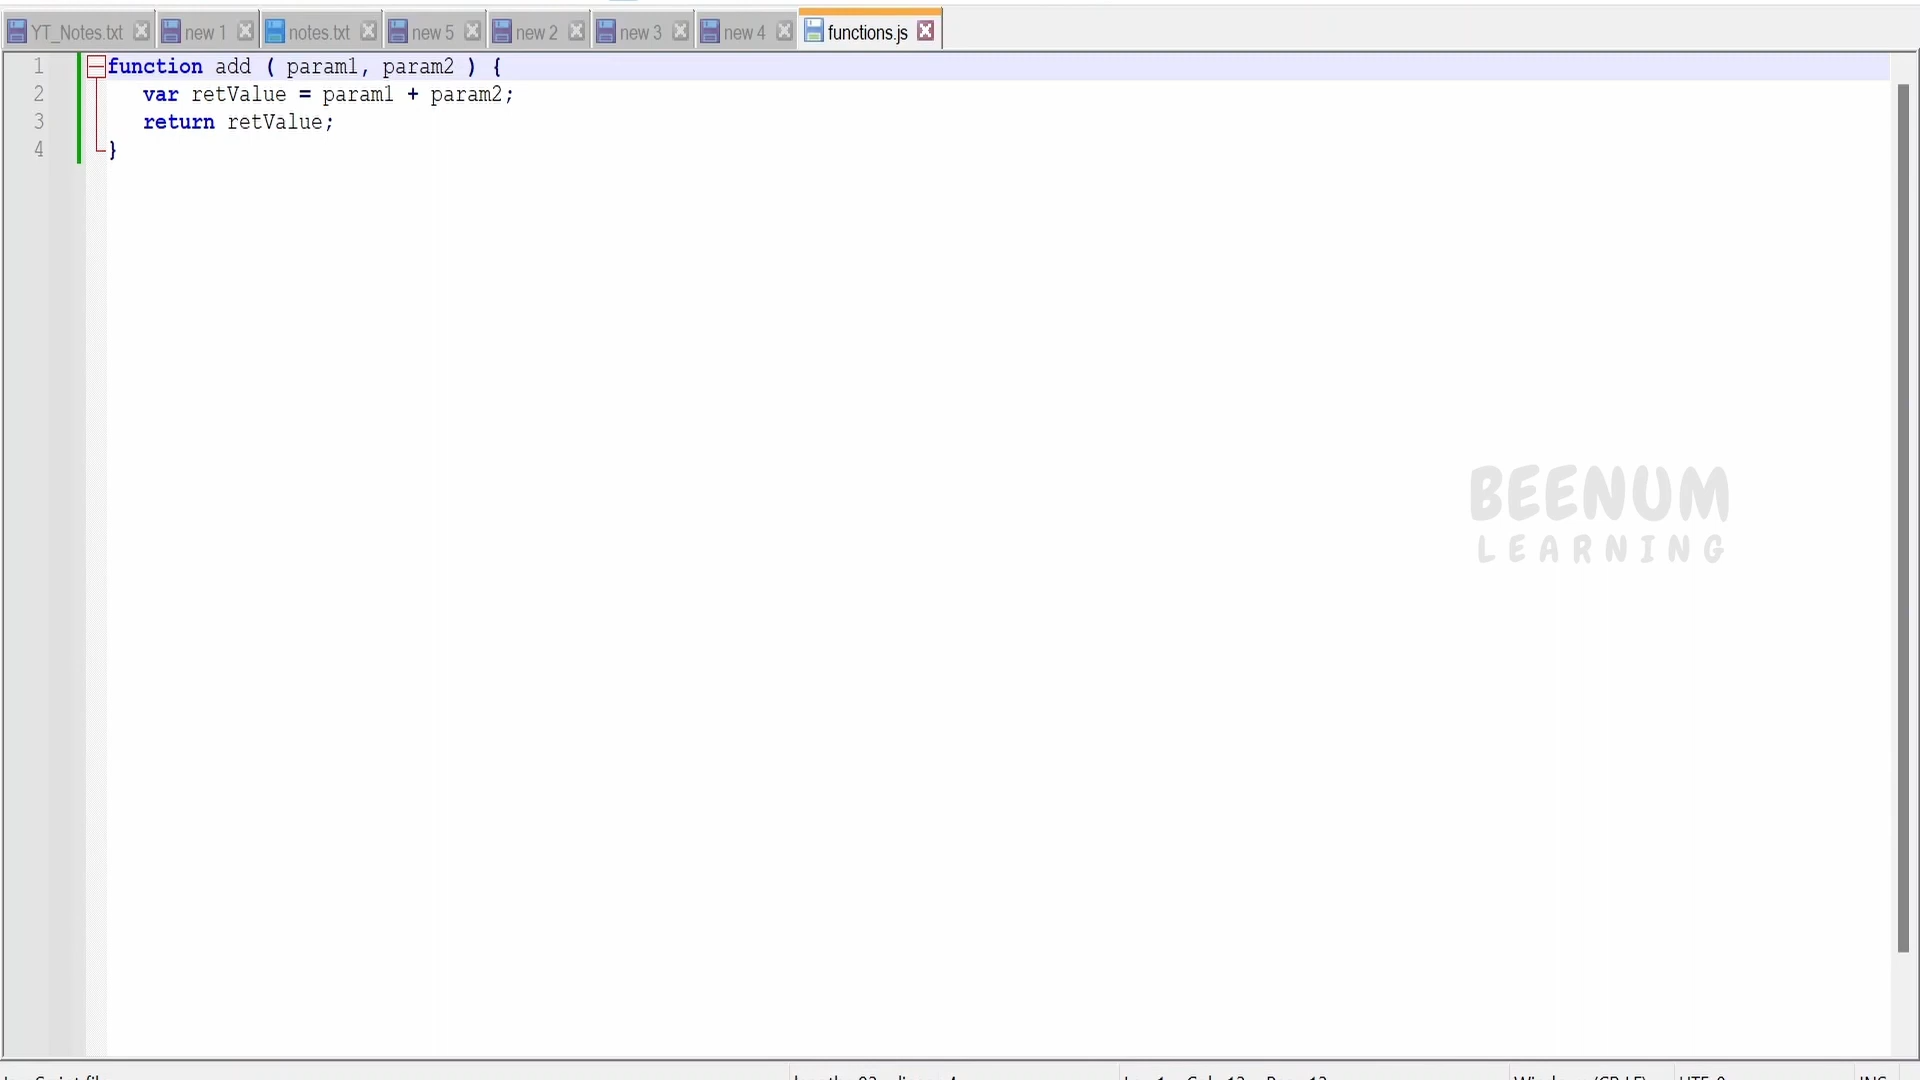 YT_Notes.txt new 1 notes.txt new 5 new 2 new 3 new 4 functions.js
1 function add ( param1, param2 ) {
2 var retValue = param1 + param2;
3 return retValue;
4 }
BEENUM
LEARNING